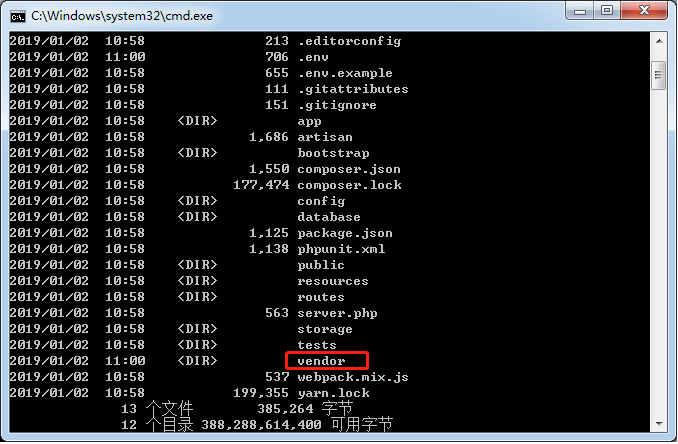 C:\Windows\system32\cmd.exe
2019/01/02  10:58               213 .editorconfig
2019/01/02  11:00               706 .env
2019/01/02  10:58               655 .env.example
2019/01/02  10:58               111 .gitattributes
2019/01/02  10:58               151 .gitignore
2019/01/02  10:58    <DIR>          app
2019/01/02  10:58             1,686 artisan
2019/01/02  10:58    <DIR>          bootstrap
2019/01/02  10:58             1,550 composer.json
2019/01/02  10:58           177,474 composer.lock
2019/01/02  10:58    <DIR>          config
2019/01/02  10:58    <DIR>          database
2019/01/02  10:58             1,125 package.json
2019/01/02  10:58             1,138 phpunit.xml
2019/01/02  10:58    <DIR>          public
2019/01/02  10:58    <DIR>          resources
2019/01/02  10:58    <DIR>          routes
2019/01/02  10:58               563 server.php
2019/01/02  10:58    <DIR>          storage
2019/01/02  10:58    <DIR>          tests
2019/01/02  11:00    <DIR>          vendor
2019/01/02  10:58               537 webpack.mix.js
2019/01/02  10:58           199,355 yarn.lock
13 个文件        385,264 字节
12 个目录 388,288,614,400 可用字节